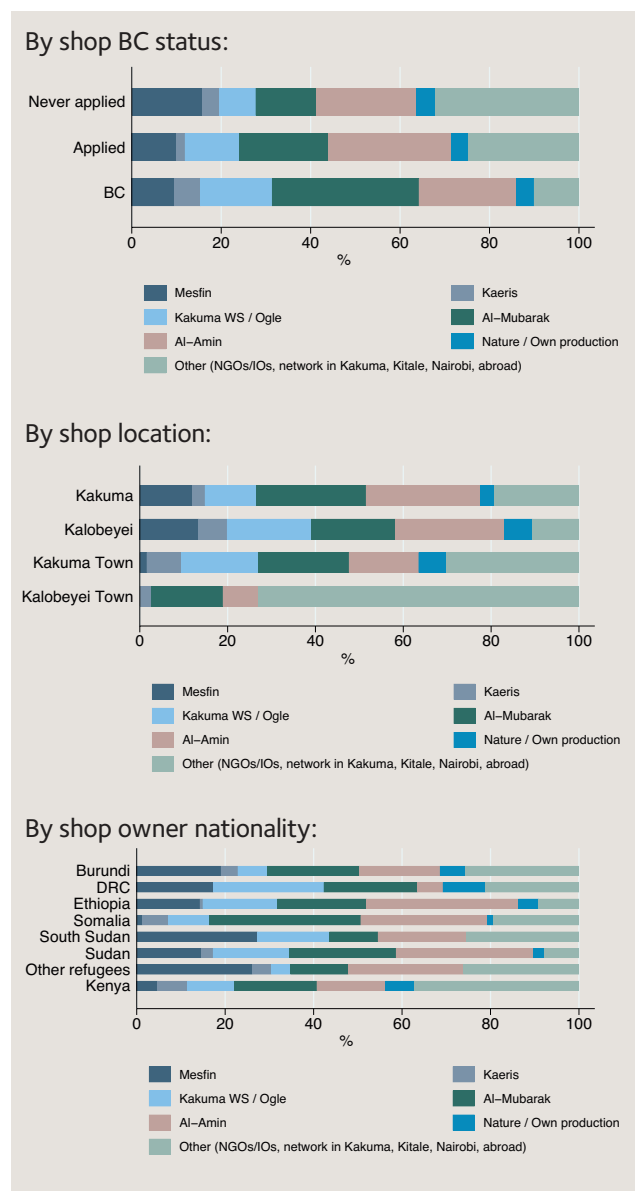 By shop BC status:
Never applied
Applied
BC
0 20 40 60 80 100
%
Mesfin Kaeris
Kakuma WS / Ogle Al–Mubarak
Al–Amin Nature / Own production
Other (NGOs/IOs, network in Kakuma, Kitale, Nairobi, abroad)
By shop location:
Kakuma
Kalobeyei
Kakuma Town
Kalobeyei Town
0 20 40 60 80 100
%
Mesfin Kaeris
Kakuma WS / Ogle Al–Mubarak
Al–Amin Nature / Own production
Other (NGOs/IOs, network in Kakuma, Kitale, Nairobi, abroad)
By shop owner nationality:
Burundi
DRC
Ethiopia
Somalia
South Sudan
Sudan
Other refugees
Kenya
0 20 40 60 80 100
%
Mesfin Kaeris
Kakuma WS / Ogle Al–Mubarak
Al–Amin Nature / Own production
Other (NGOs/IOs, network in Kakuma, Kitale, Nairobi, abroad)